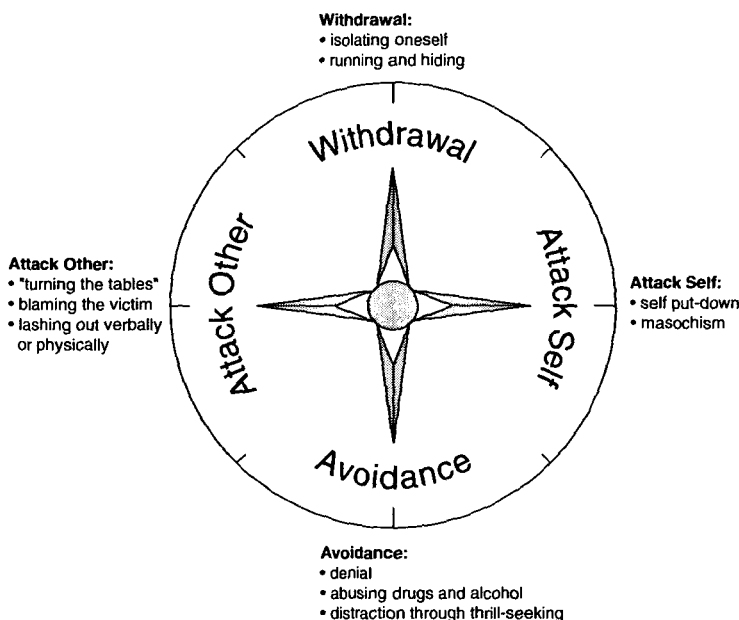 Withdrawal:
• isolating oneself
• running and hiding
Withdrawal
Attack Other:
• "turning the tables"
• blaming the victim
• lashing out verbally
or physically
Attack Other
Attack Self
Attack Self:
• self put-down
• masochism
Avoidance
Avoidance:
• denial
• abusing drugs and alcohol
• distraction through thrill-seeking